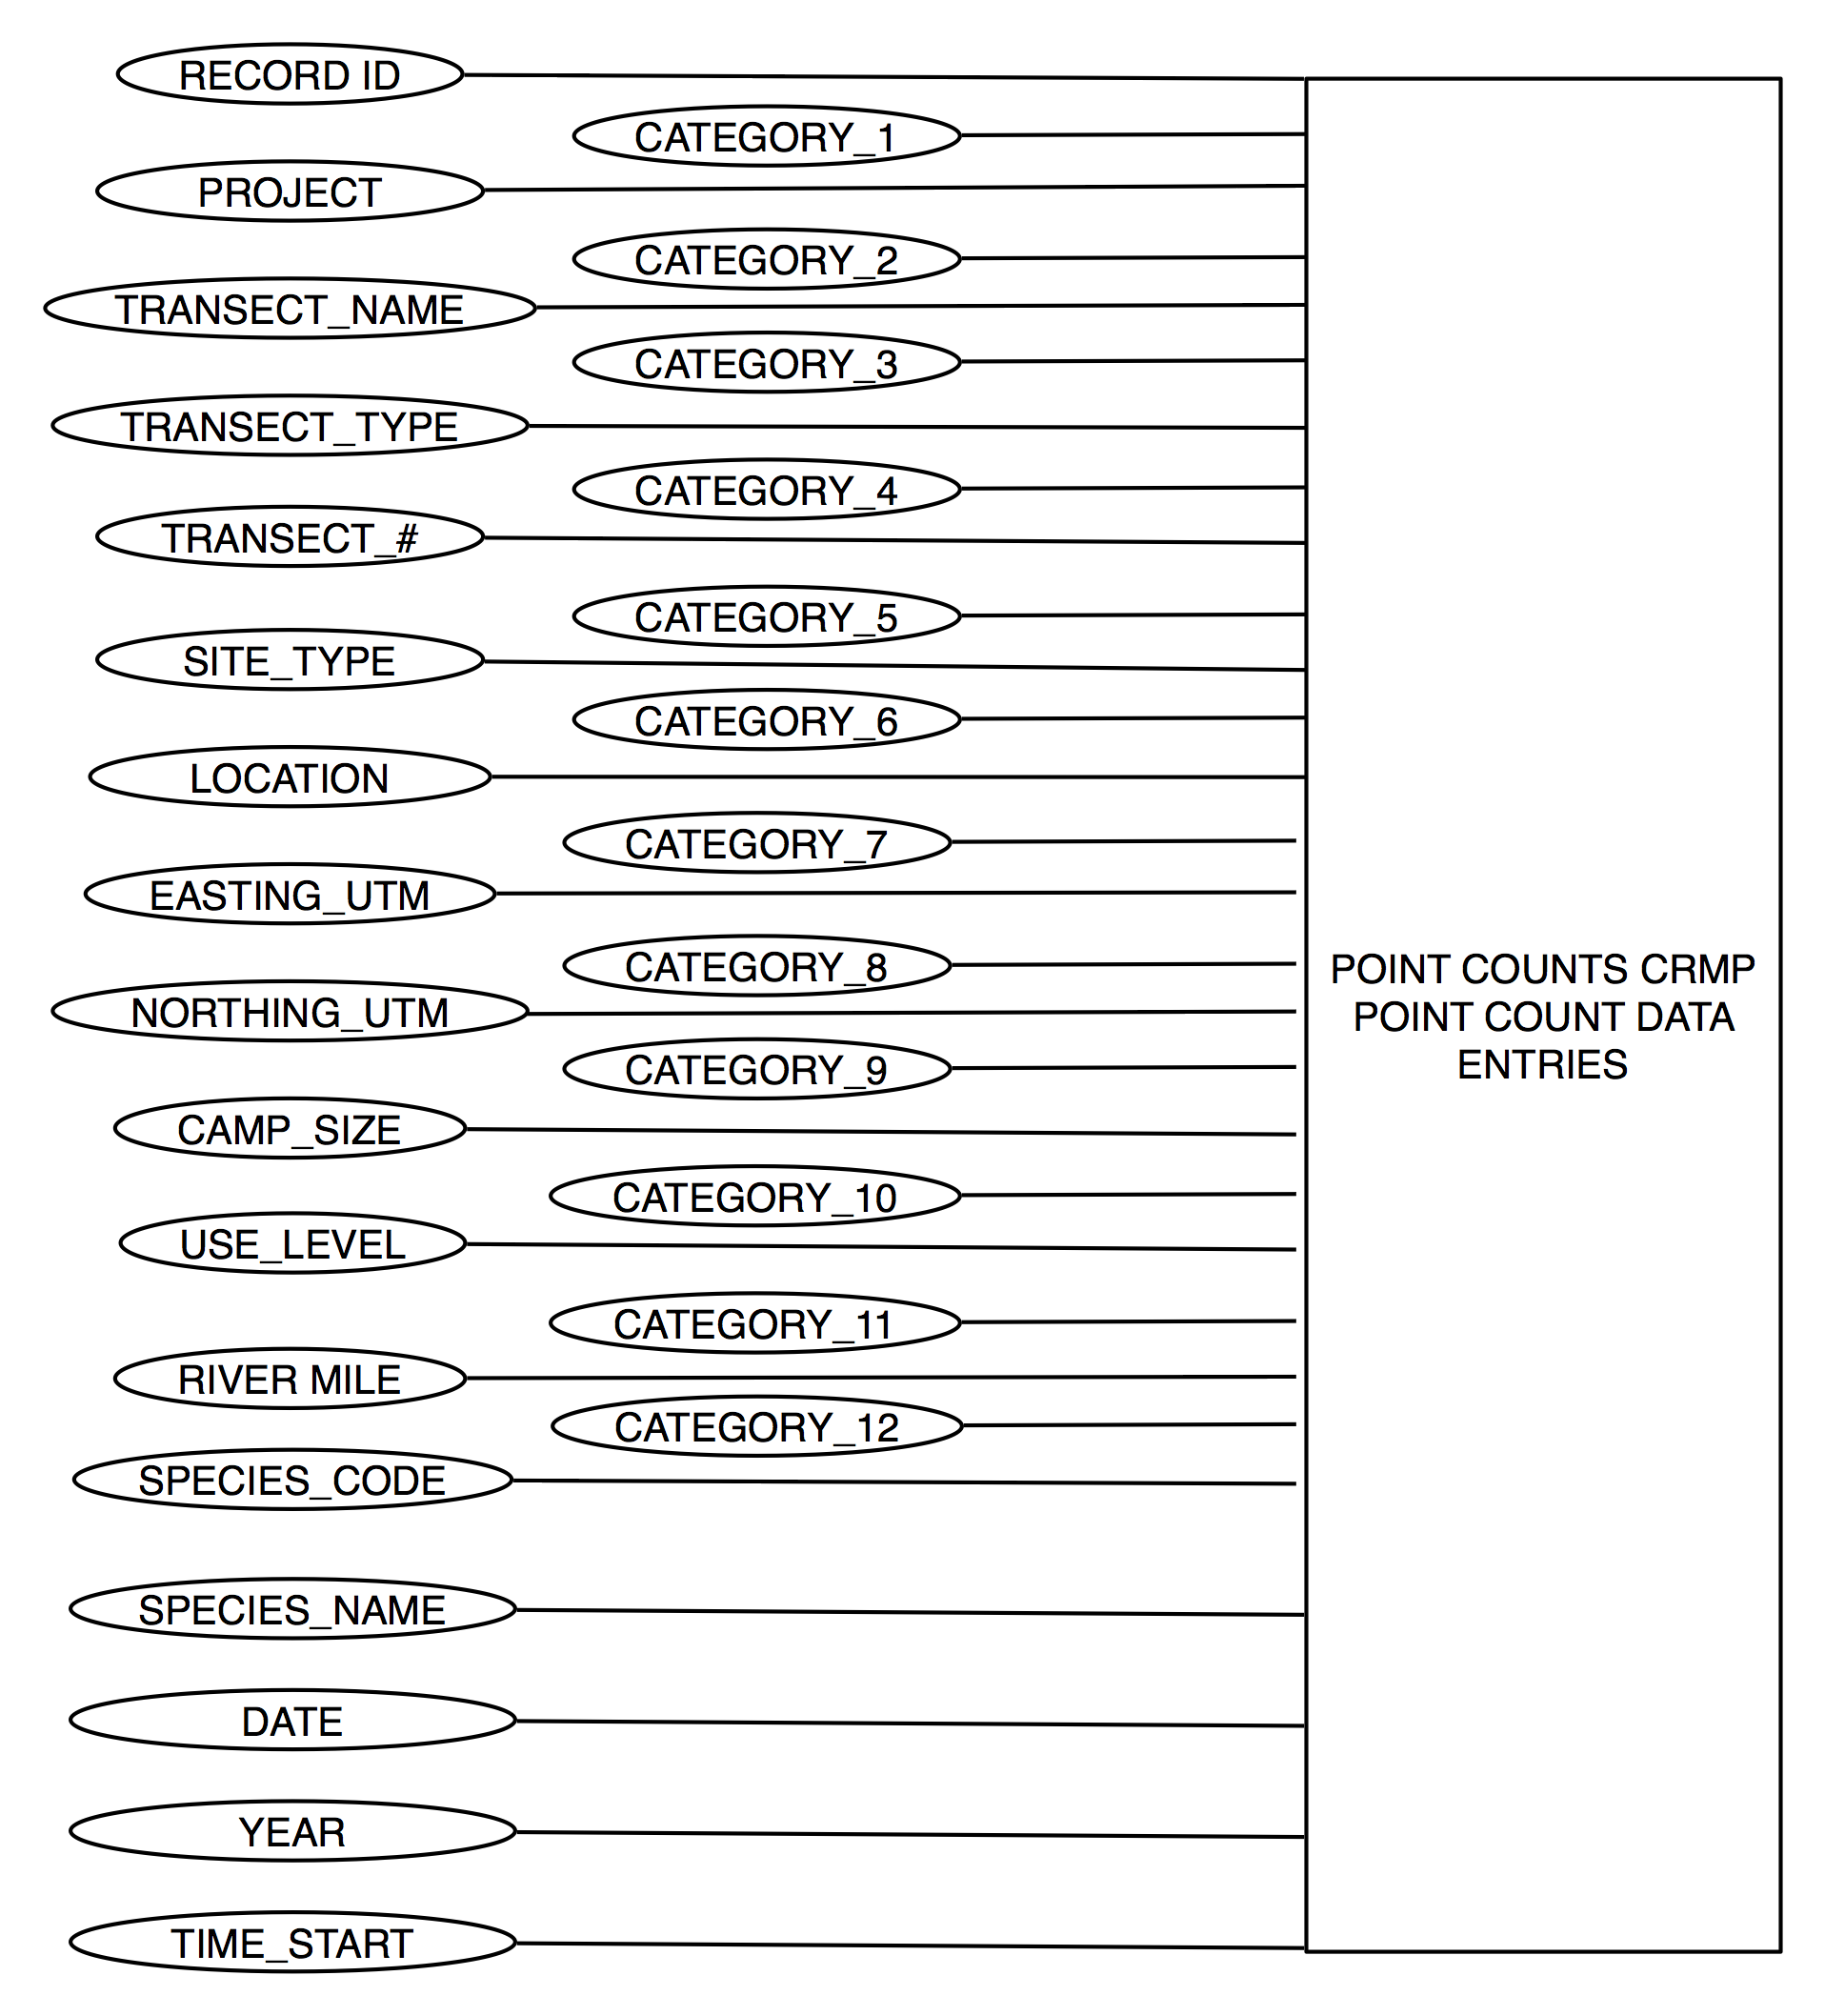 RECORD ID
CATEGORY_1
PROJECT
CATEGORY_2
TRANSECT_NAME
CATEGORY_3
TRANSECT_TYPE
CATEGORY_4
TRANSECT_#
CATEGORY_5
SITE_TYPE
CATEGORY_6
LOCATION
CATEGORY_7
EASTING_UTM
CATEGORY_8
NORTHING_UTM
CATEGORY_9
CAMP_SIZE
CATEGORY_10
USE_LEVEL
CATEGORY_11
RIVER MILE
CATEGORY_12
SPECIES_CODE
SPECIES_NAME
DATE
YEAR
TIME_START
POINT COUNTS CRMP
POINT COUNT DATA
ENTRIES